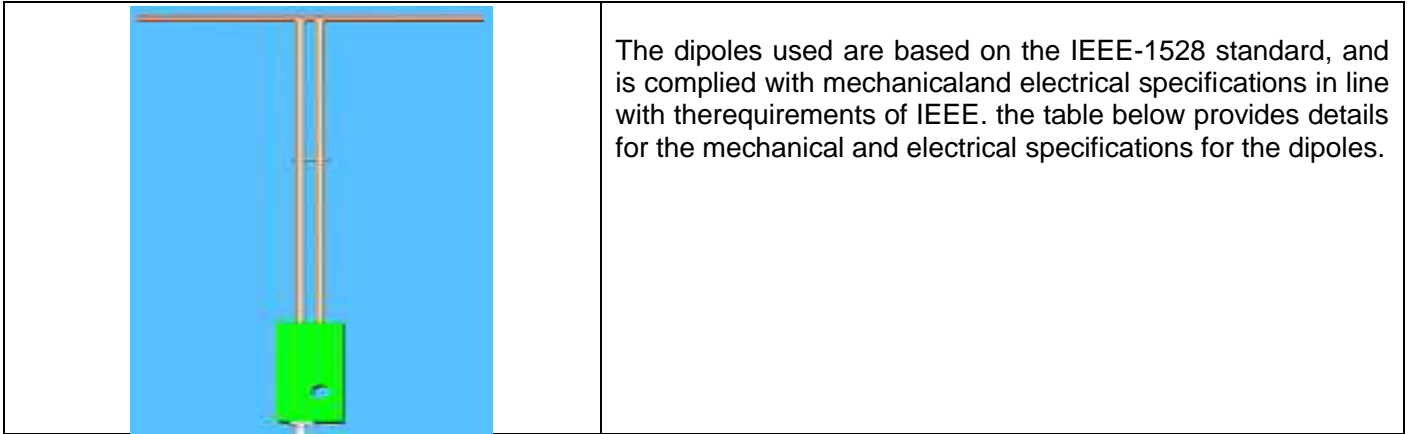 The dipoles used are based on the IEEE-1528 standard, and
is complied with mechanicaland electrical specifications in line
with therequirements of IEEE. the table below provides details
for the mechanical and electrical specifications for the dipoles.